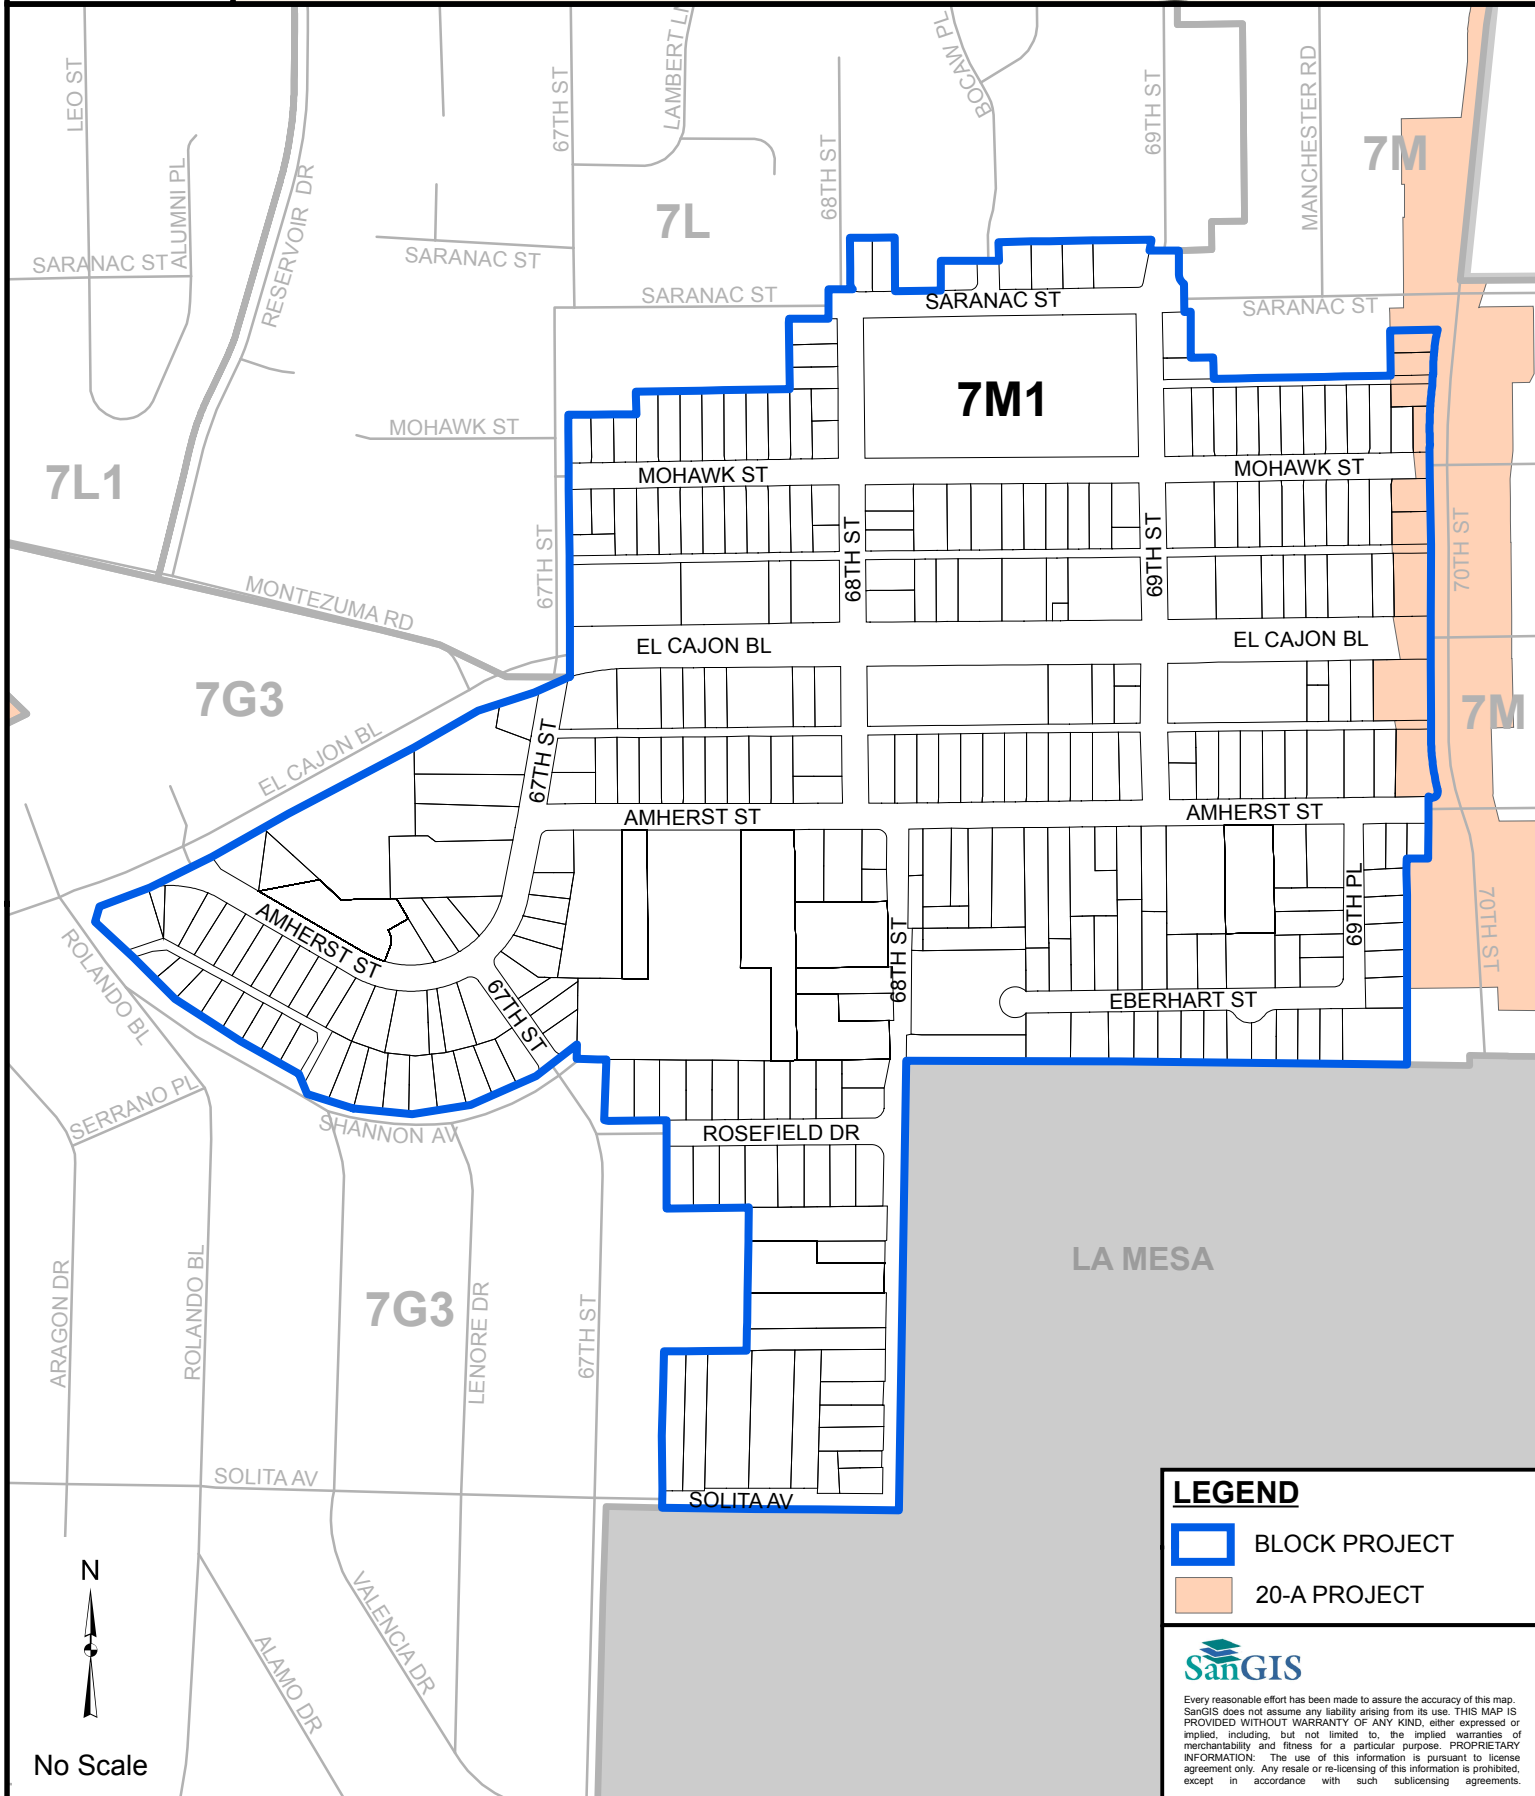 LEO ST
ALUMNI PL
RESERVOIR DR
67TH ST
LAMBERT LN
68TH ST
BOCAW PL
69TH ST
MANCHESTER RD
7M
7L
SARANAC ST
SARANAC ST
SARANAC ST
SARANAC ST
SARANAC ST
7M1
MOHAWK ST
MOHAWK ST
MOHAWK ST
7L1
67TH ST
68TH ST
69TH ST
70TH ST
MONTEZUMA RD
EL CAJON BL
EL CAJON BL
7G3
7M
EL CAJON BL
67TH ST
AMHERST ST
AMHERST ST
AMHERST ST
69TH PL
68TH ST
70TH ST
ROLANDO BL
67TH ST
EBERHART ST
SERRANO PL
SHANNON AV
ROSEFIELD DR
LA MESA
ARAGON DR
ROLANDO BL
7G3
LENORE DR
67TH ST
SOLITA AV
SOLITA AV
VALENCIA DR
ALAMO DR
N
No Scale
LEGEND
BLOCK PROJECT
20-A PROJECT
SanGIS
Every reasonable effort has been made to assure the accuracy of this map.
SanGIS does not assume any liability arising from its use. THIS MAP IS
PROVIDED WITHOUT WARRANTY OF ANY KIND, either expressed or
implied, including, but not limited to, the implied warranties of
merchantability and fitness for a particular purpose. PROPRIETARY
INFORMATION: The use of this information is pursuant to license
agreement only. Any resale or re-licensing of this information is prohibited,
except in accordance with such sublicensing agreements.